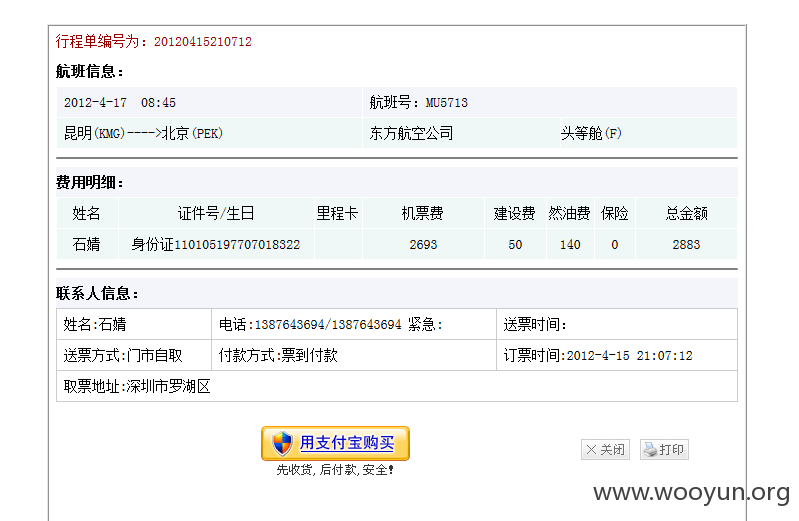 行程单编号为：20120415210712
航班信息：
2012-4-17 08:45 航班号：MU5713
昆明(KMG)---->北京(PEK) 东方航空公司 头等舱(F)
费用明细：
姓名 证件号/生日 里程卡 机票费 建设费 然油费 保险 总金额
石婧 身份证110105197707018322 2693 50 140 0 2883
联系人信息：
姓名:石婧 电话:1387643694/1387643694 紧急: 送票时间：
送票方式:门市自取 付款方式:票到付款 订票时间:2012-4-15 21:07:12
取票地址:深圳市罗湖区
用支付宝购买
先收货,后付款,安全!
关闭 打印
www.wooyun.org